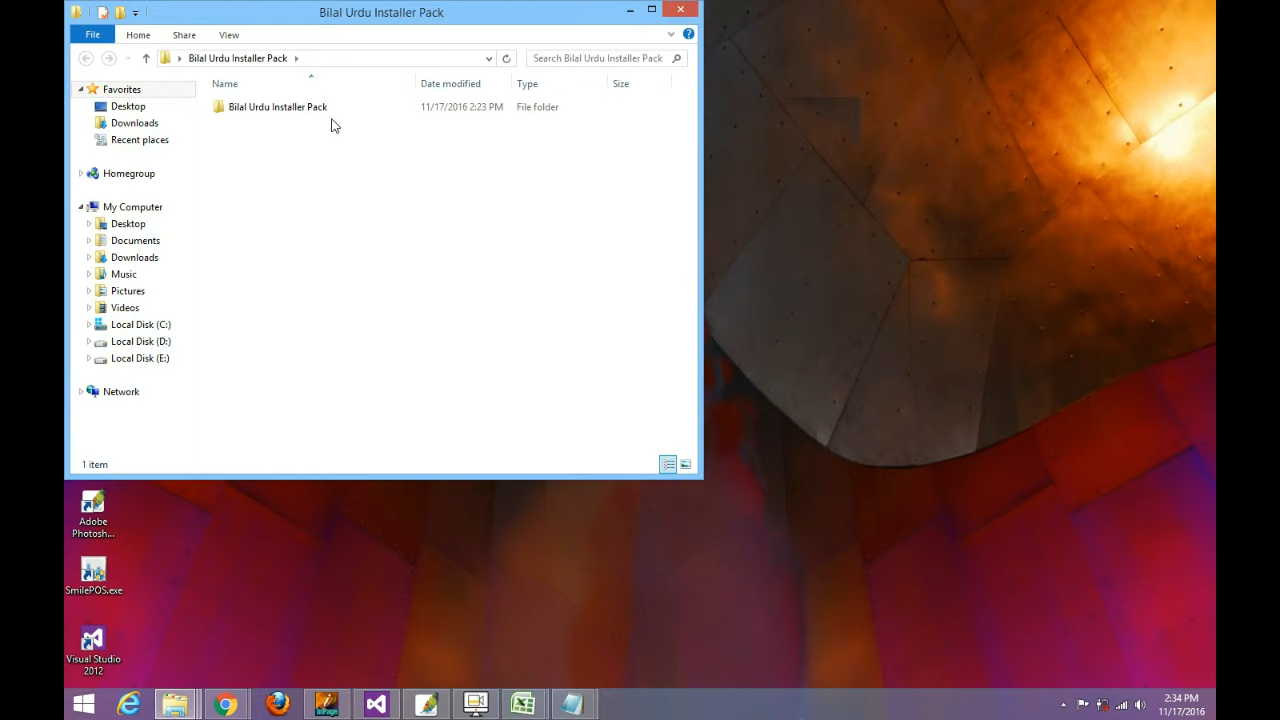 Bilal Urdu Installer Pack
File Home Share View
Bilal Urdu Installer Pack
Search Bilal Urdu Installer Pack
Name Date modified Type Size
Bilal Urdu Installer Pack 11/17/2016 2:23 PM File folder
Favorites
Desktop
Downloads
Recent places
Homegroup
My Computer
Desktop
Documents
Downloads
Music
Pictures
Videos
Local Disk (C:)
Local Disk (D:)
Local Disk (E:)
Network
1 item
Adobe
Photosh...
SmilePOS.exe
Visual Studio
2012
2:34 PM
11/17/2016